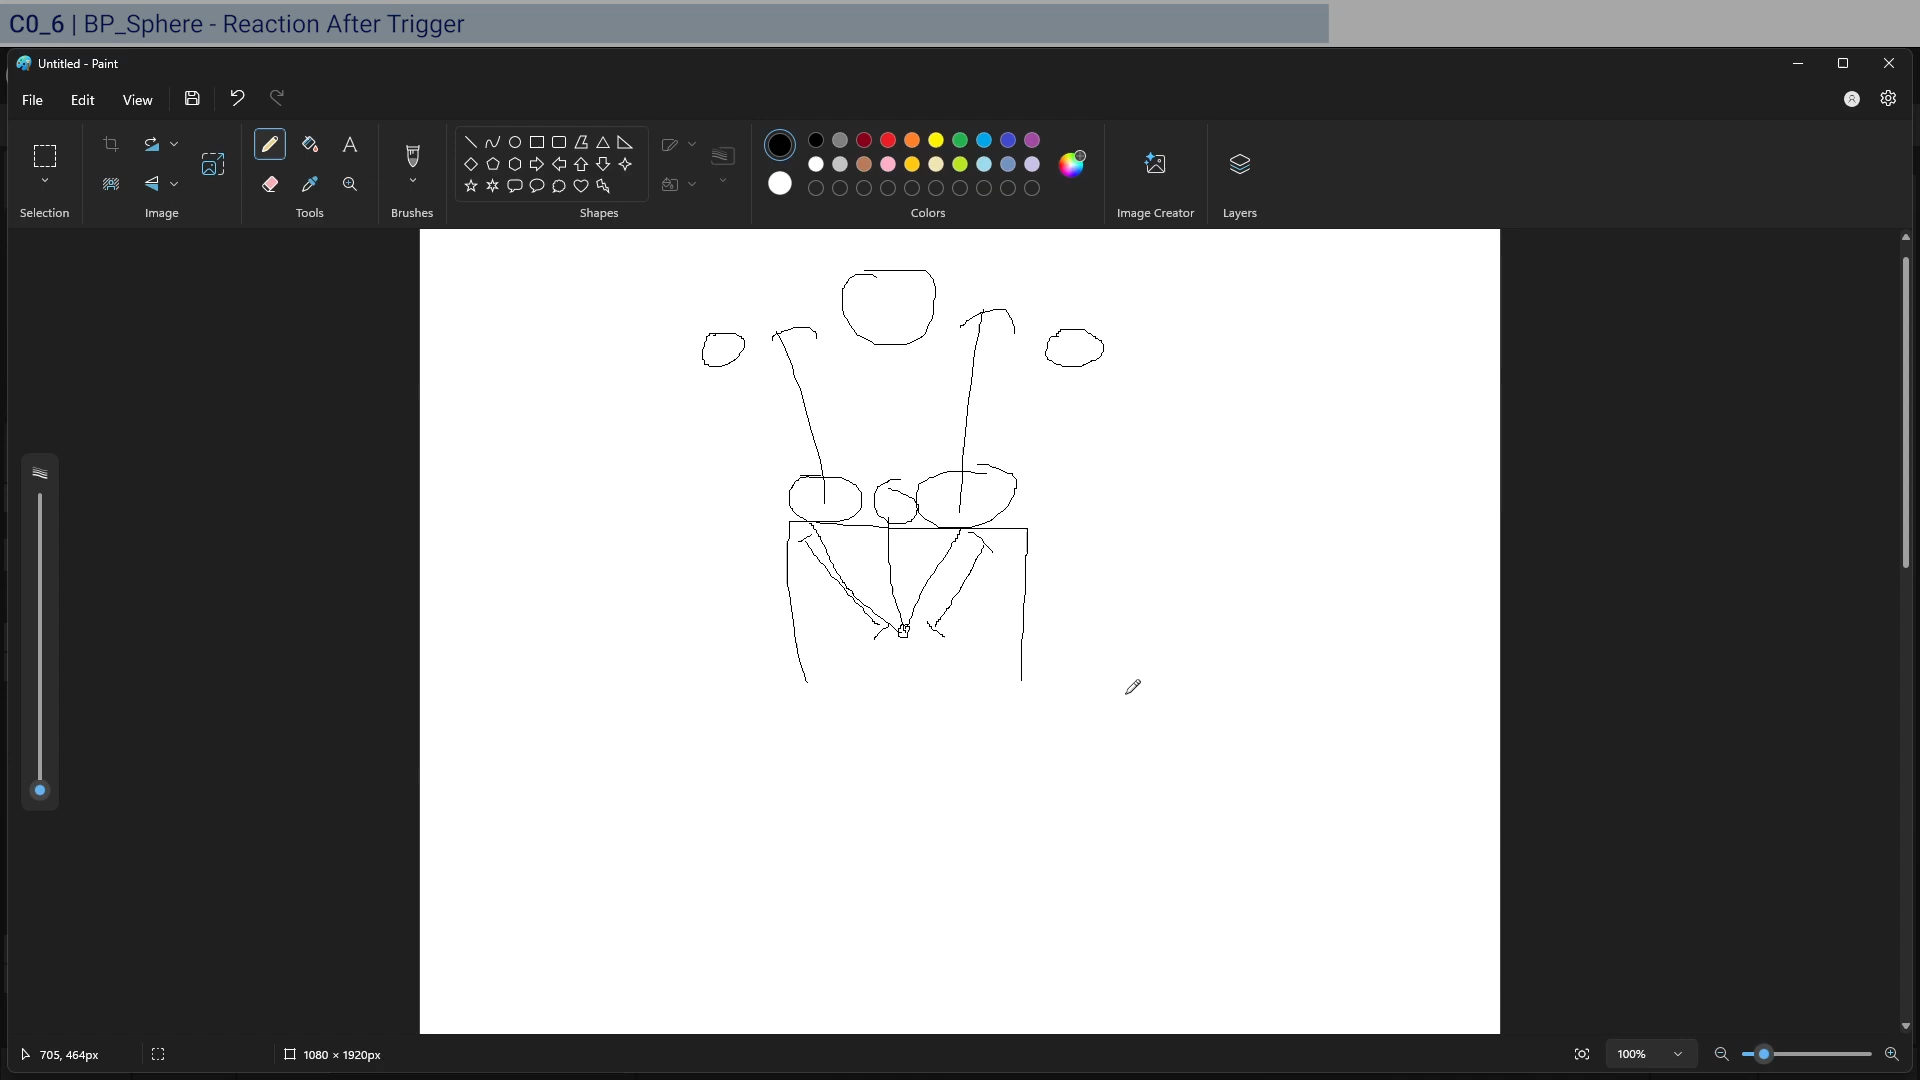 C0_6 | BP_Sphere - Reaction After Trigger
Untitled - Paint
File Edit View
Selection Image Tools Brushes Shapes Colors Image Creator Layers
705, 464px
1080 × 1920px
100%